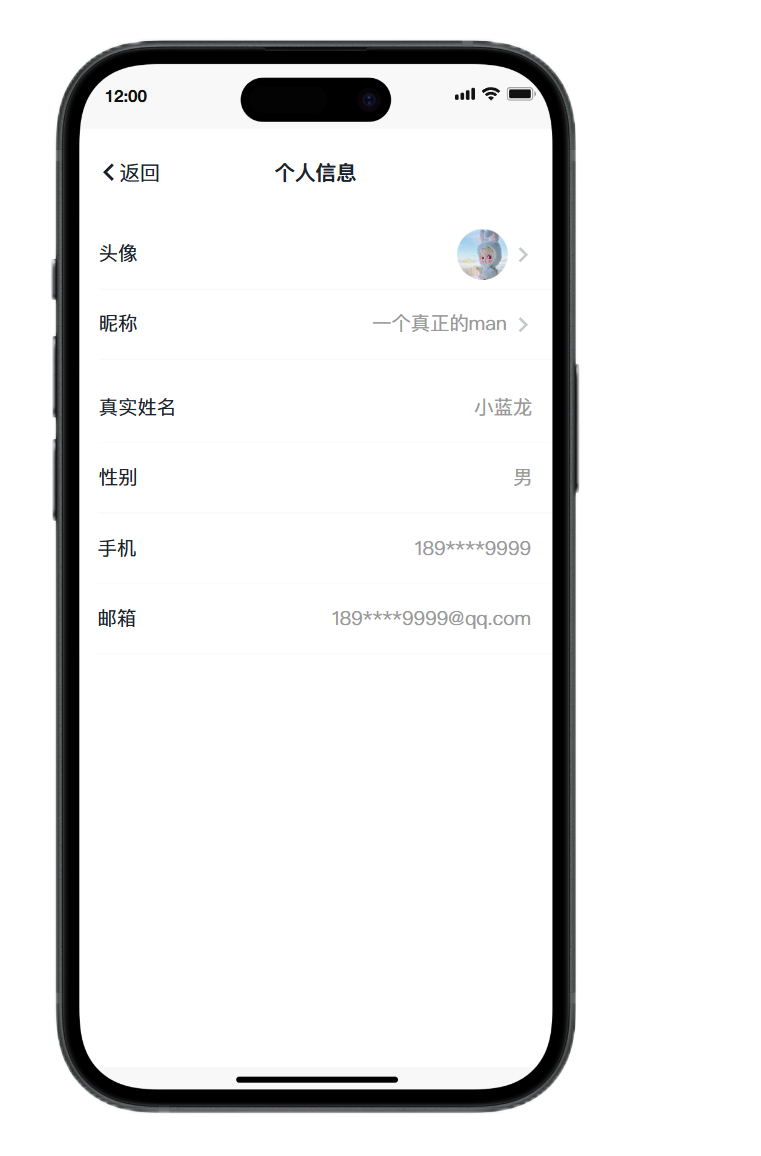 12:00
返回 个人信息
头像
昵称 一个真正的man
真实姓名 小蓝龙
性别 男
手机 189****9999
邮箱 189****9999@qq.com